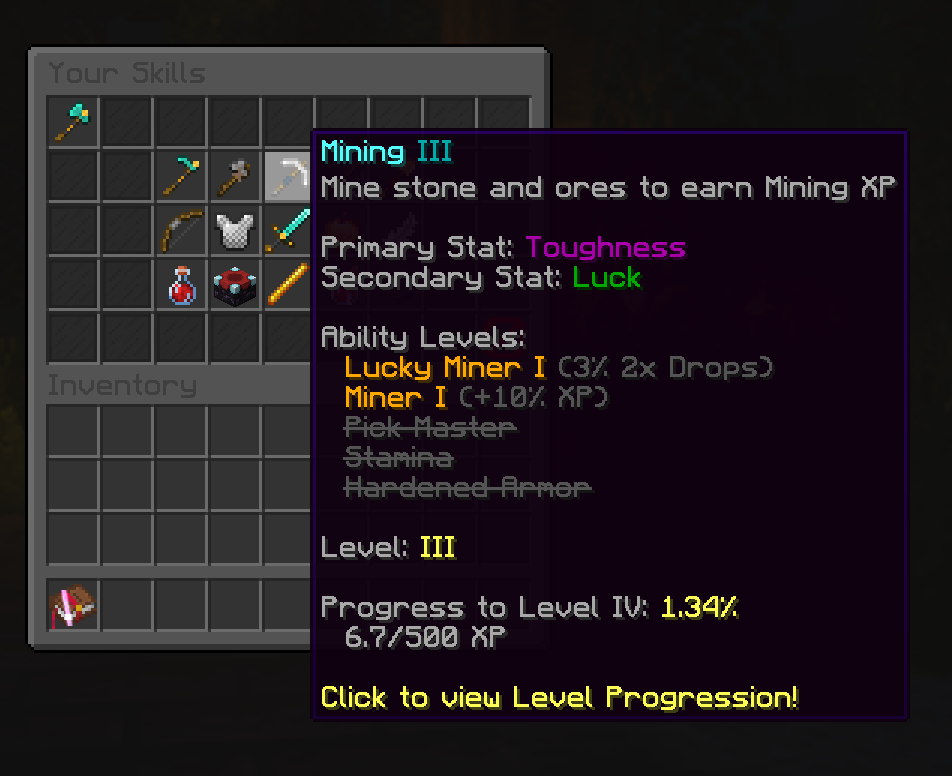 Your Skills
Mining III
Mine stone and ores to earn Mining XP
Primary Stat: Toughness
Secondary Stat: Luck
Ability Levels:
Lucky Miner I (3% 2x Drops)
Miner I (+10% XP)
Pick Master
Stamina
Hardened Armor
Inventory
Level: III
Progress to Level IV: 1.34%
6.7/500 XP
Click to view Level Progression!